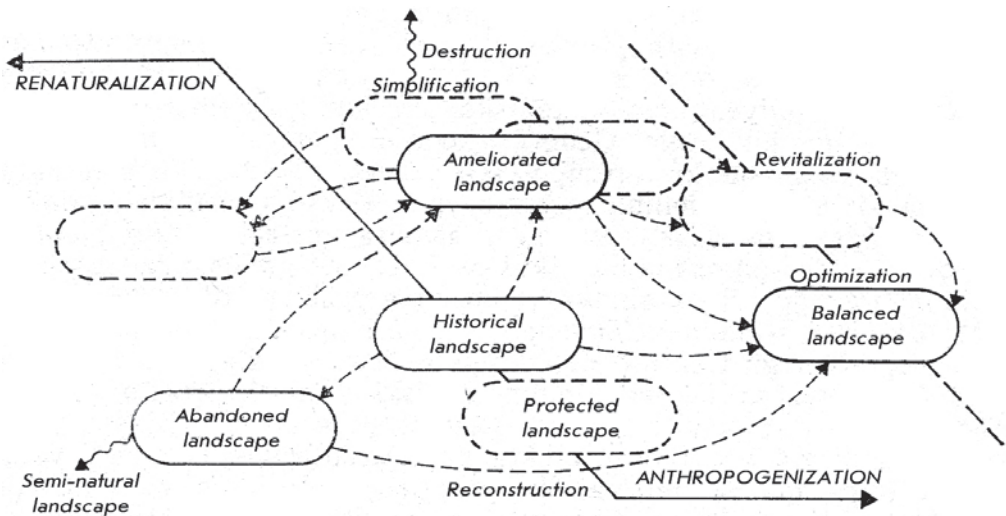 Destruction
RENATURALIZATION
Simplification
Ameliorated
landscape
Revitalization
Optimization
Historical
landscape
Balanced
landscape
Abandoned
landscape
Protected
landscape
Semi-natural
landscape
Reconstruction
ANTHROPOGENIZATION